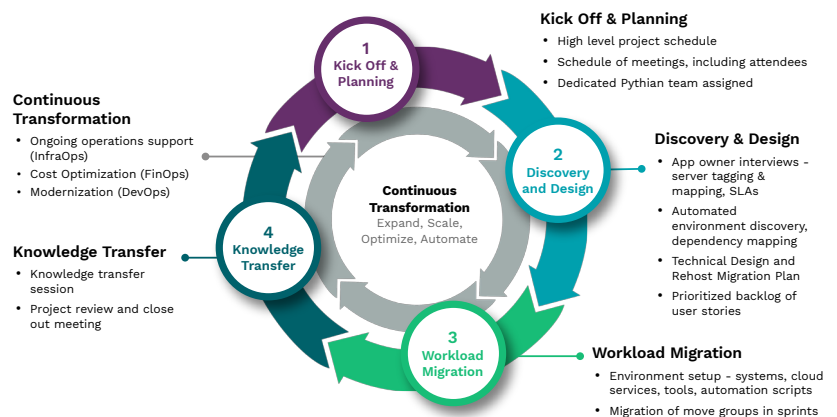 Kick Off & Planning
• High level project schedule
• Schedule of meetings, including attendees
• Dedicated Pythian team assigned
1
Kick Off &
Planning
Continuous
Transformation
• Ongoing operations support
(InfraOps)
• Cost Optimization (FinOps)
• Modernization (DevOps)
2
Discovery
and Design
Discovery & Design
• App owner interviews -
server tagging &
mapping, SLAs
• Automated
environment discovery,
dependency mapping
• Technical Design and
Rehost Migration Plan
• Prioritized backlog of
user stories
Continuous
Transformation
Expand, Scale,
Optimize, Automate
4
Knowledge
Transfer
Knowledge Transfer
• Knowledge transfer
session
• Project review and close
out meeting
3
Workload
Migration
Workload Migration
• Environment setup - systems, cloud
services, tools, automation scripts
• Migration of move groups in sprints